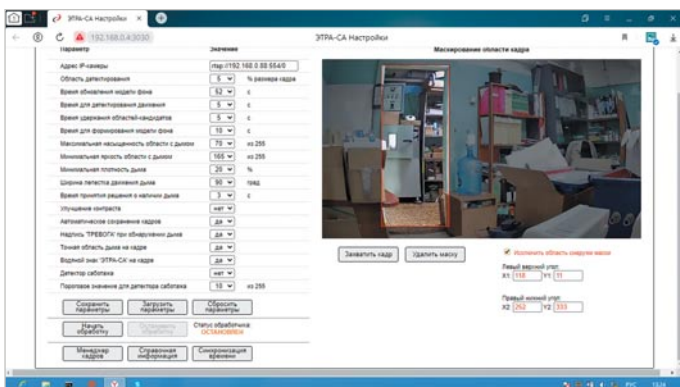 ЭТРА-СА Настройки
192.168.0.4:3030
ЭТРА-СА Настройки
Параметр Значение
Маскирование области кадра
Адрес IP-камеры rtsp://192.168.0.88:554/0
Область детектирования 5 % размера кадра
Время обновления модели фона 52 с
Время для детектирования движения 5 с
Время удержания областей-кандидатов 5 с
Время для формирования модели фона 10 с
Максимальная насыщенность области с дымом 70 из 255
Минимальная яркость области с дымом 165 из 255
Минимальная плотность дыма 20 %
Ширина лепестка движения дыма 90 град
Время принятия решения о наличии дыма 3 с
Улучшение контраста нет
Автоматическое сохранение кадров да
Надпись "ТРЕВОГА" при обнаружении дыма да
Точная область дыма на кадре да
Водяной знак "ЭТРА-СА" на кадре да
Детектор саботажа нет
Пороговое значение для детектора саботажа 10 из 255
Сохранить параметры
Загрузить параметры
Сбросить параметры
Начать обработку
Остановить обработку
Статус обработчика
ОСТАНОВЛЕН
Менеджер кадров
Справочная информация
Синхронизация времени
Захватить кадр
Удалить маску
Исключить область снаружи маски
Левый верхний угол:
X1: 118 Y1: 11
Правый нижний угол:
X2: 262 Y2: 333
РУС 13:24